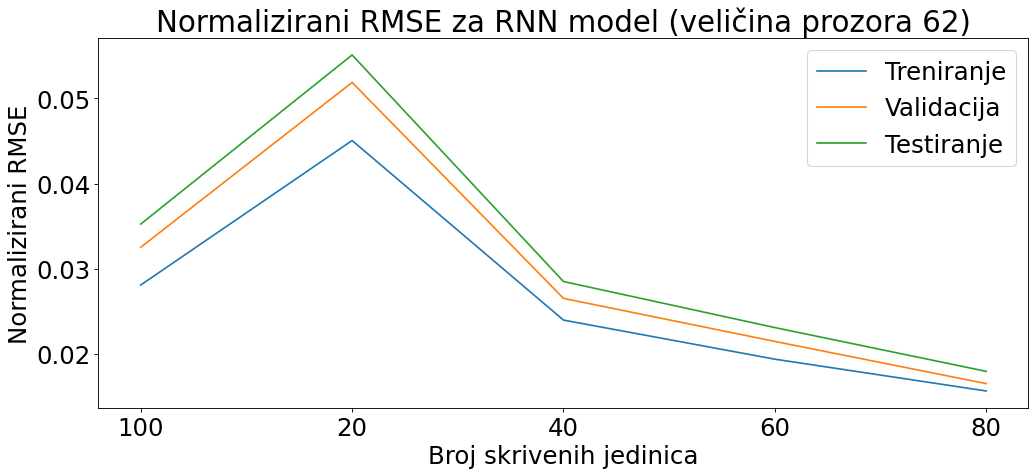 Normalizirani RMSE za RNN model (veličina prozora 62)
Treniranje
Validacija
Testiranje
Normalizirani RMSE
0.05
0.04
0.03
0.02
100 20 40 60 80
Broj skrivenih jedinica